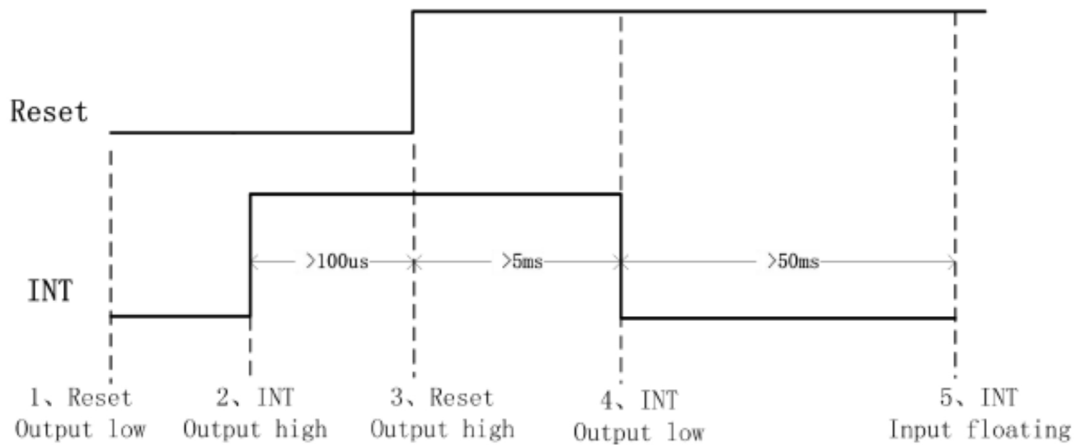 Reset
>100us
>5ms
>50ms
INT
1、Reset
Output low
2、INT
Output high
3、Reset
Output high
4、INT
Output low
5、INT
Input floating